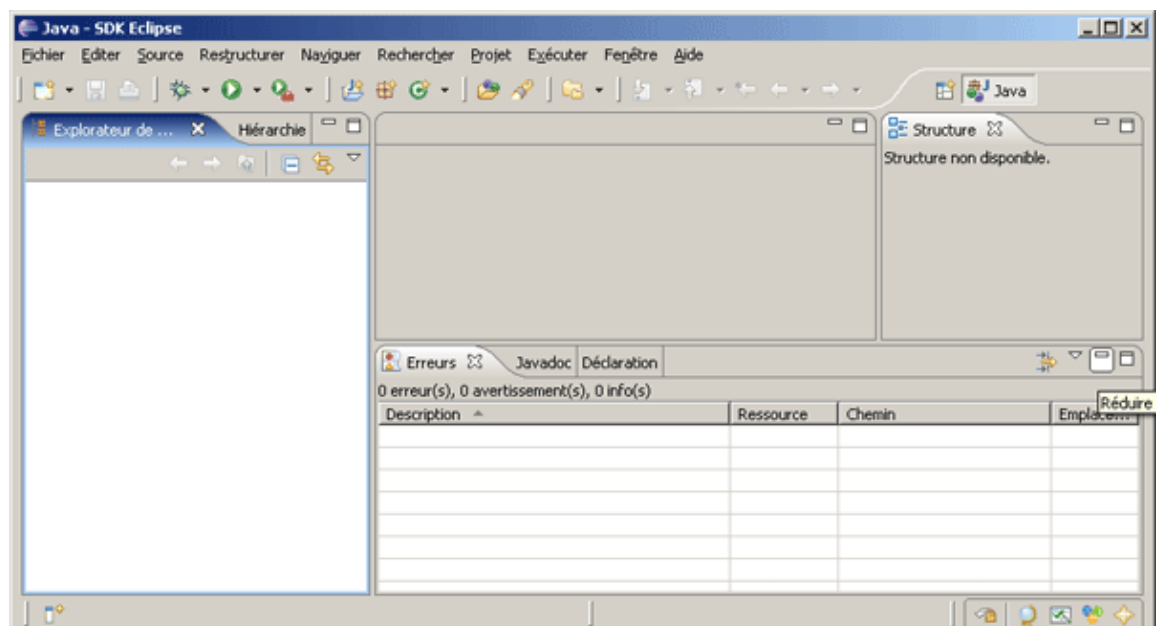 Java - SDK Eclipse
Fichier Editer Source Restructurer Naviguer Rechercher Projet Exécuter Fenêtre Aide
Java
Explorateur de ... Hiérarchie
Structure
Structure non disponible.
Erreurs Javadoc Déclaration
0 erreur(s), 0 avertissement(s), 0 info(s)
Réduire
Description Ressource Chemin Emplace...